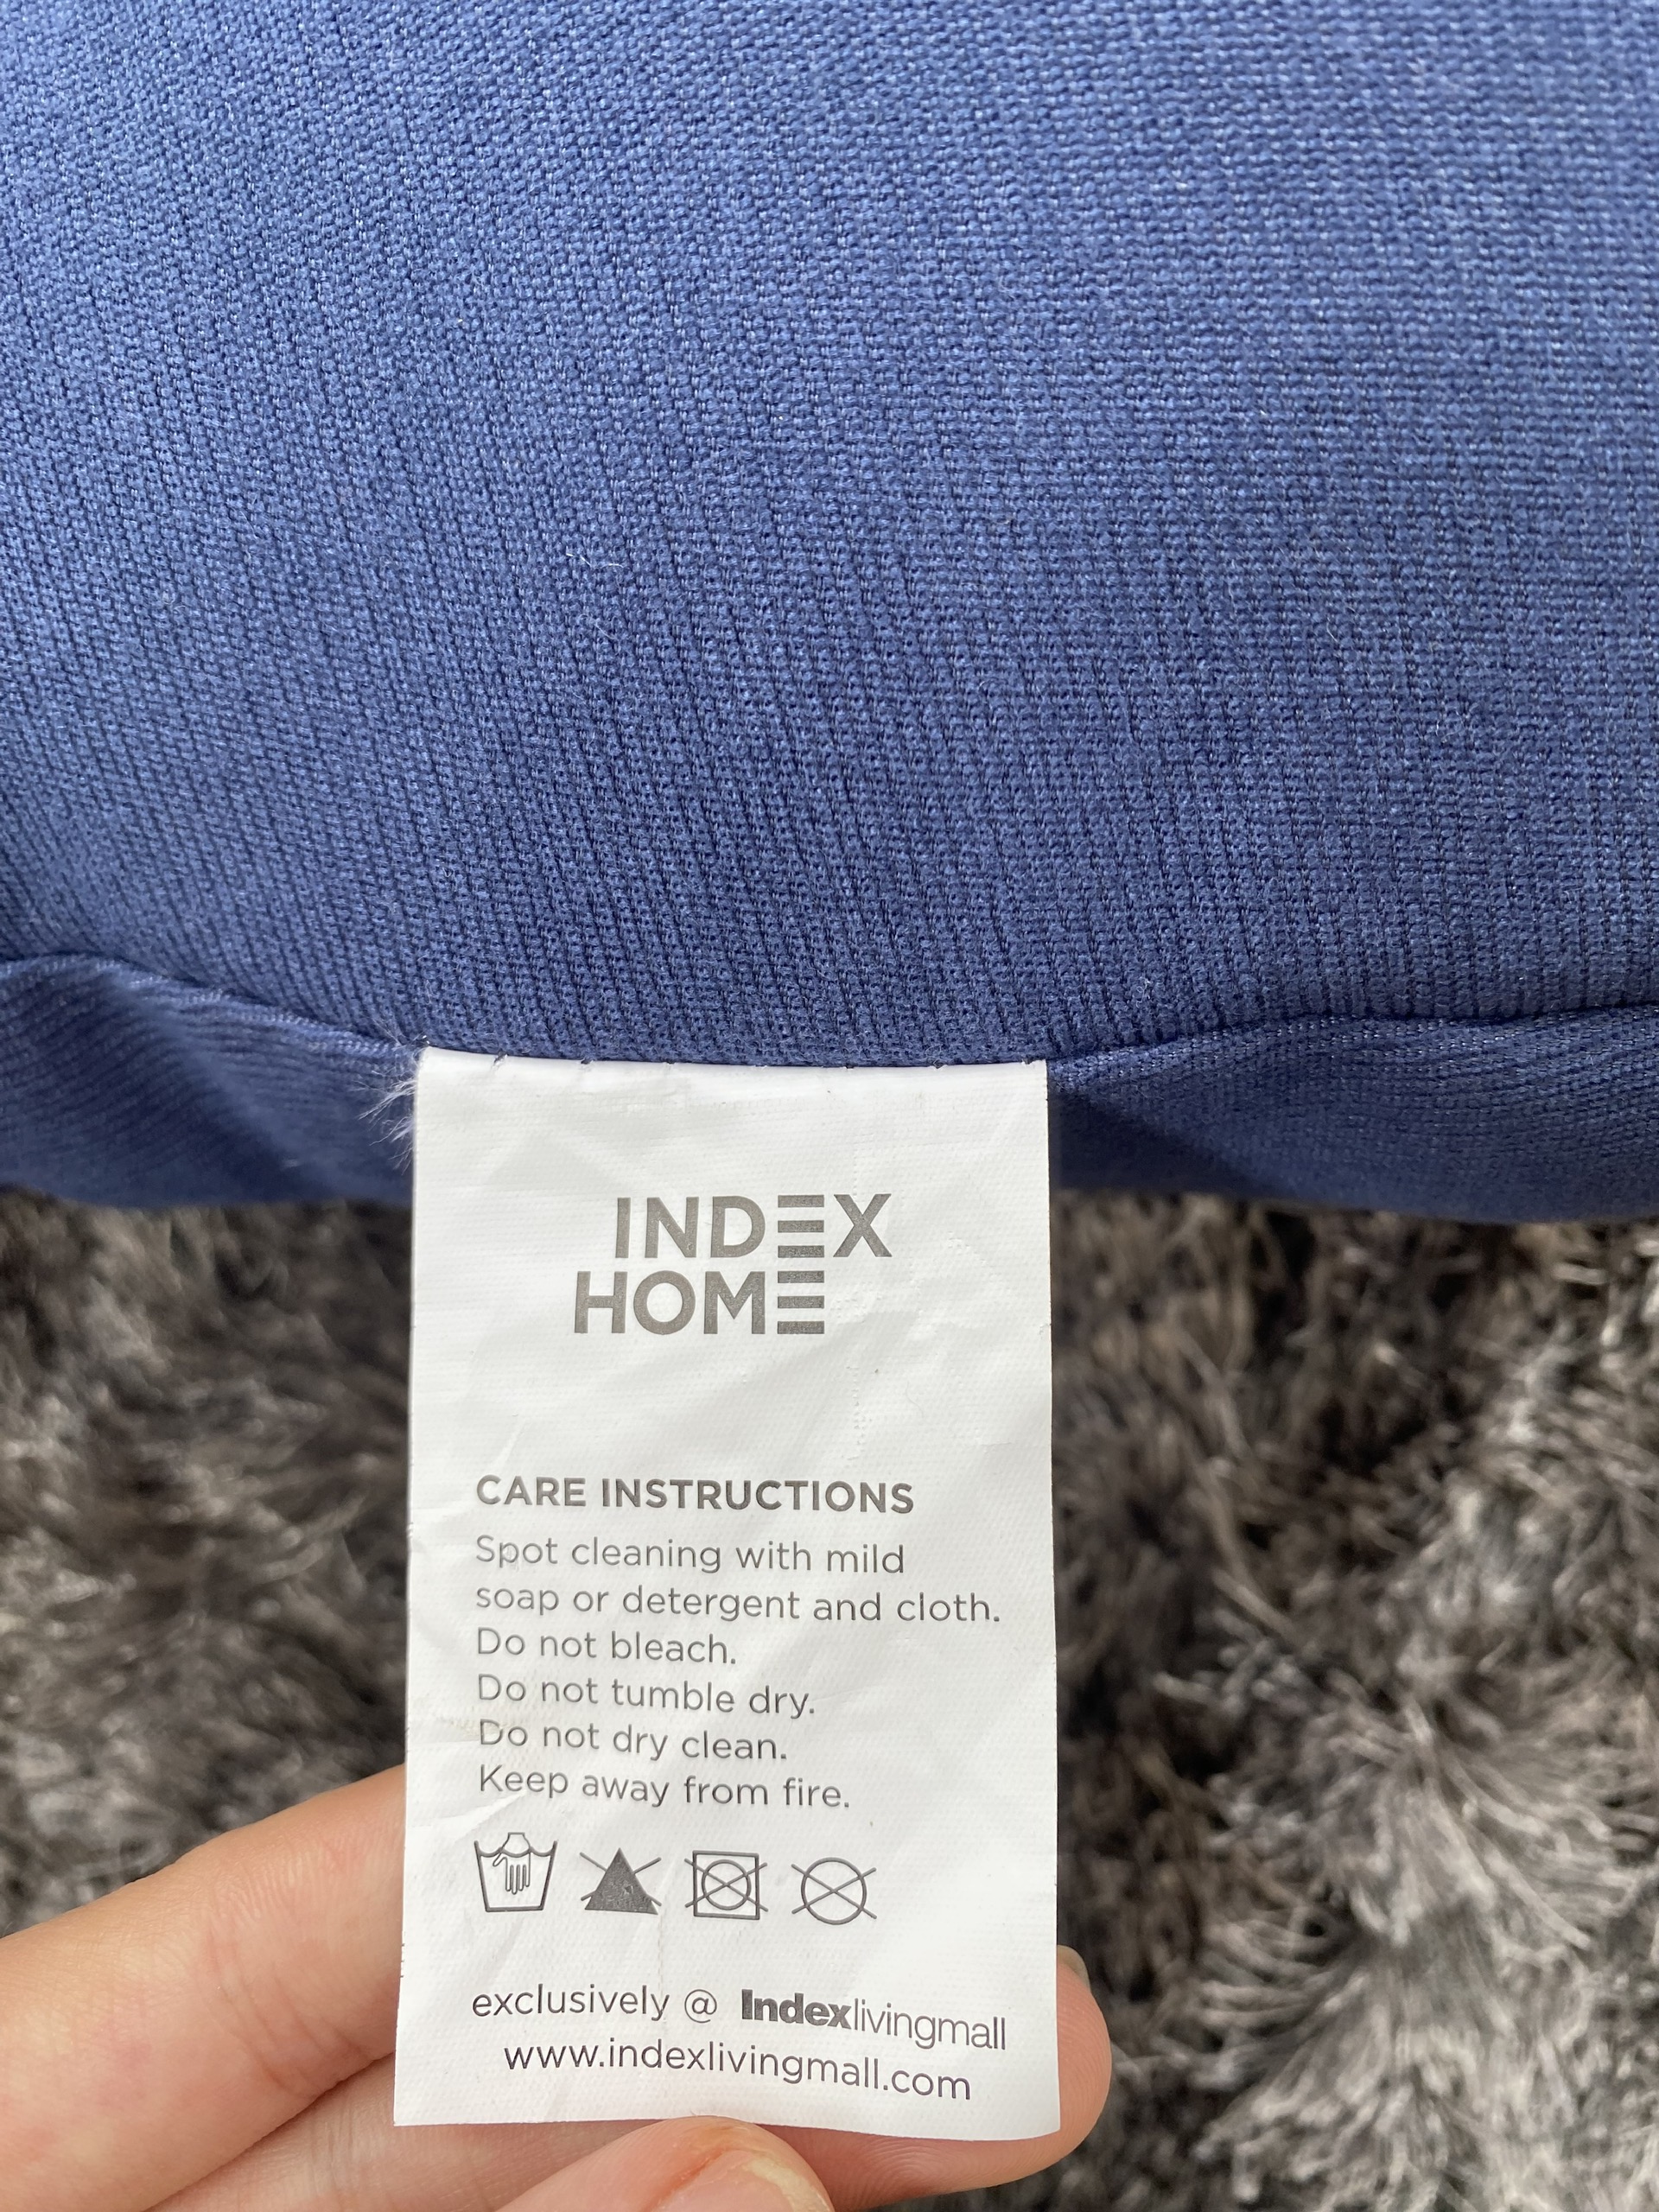 INDEX
HOME
CARE INSTRUCTIONS
Spot cleaning with mild
soap or detergent and cloth.
Do not bleach.
Do not tumble dry.
Do not dry clean.
Keep away from fire.
exclusively @ Indexlivingmall
www.indexlivingmall.com